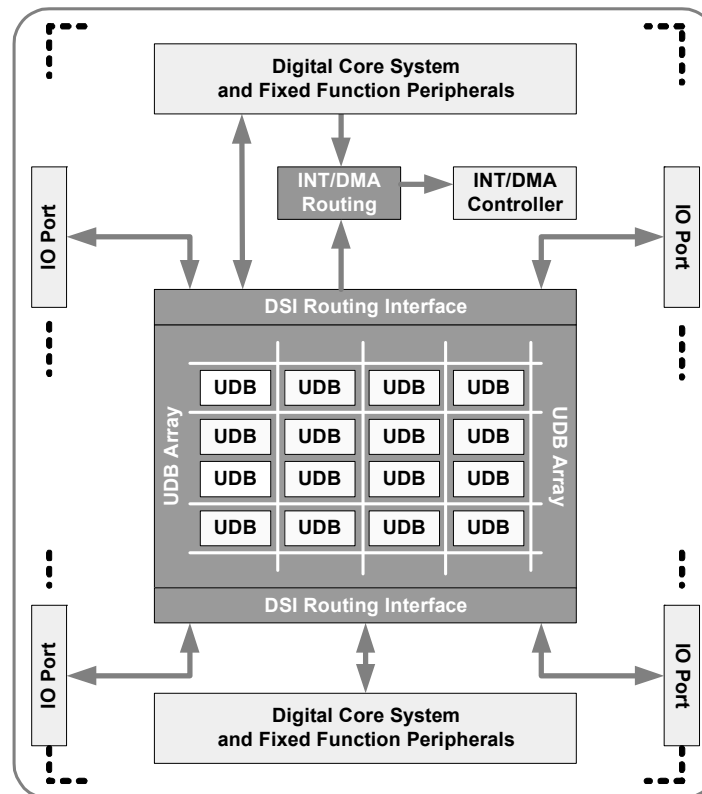 Digital Core System
and Fixed Function Peripherals
INT/DMA
Routing
INT/DMA
Controller
IO Port
IO Port
DSI Routing Interface
UDB Array
UDB UDB UDB UDB
UDB UDB UDB UDB
UDB UDB UDB UDB
UDB UDB UDB UDB
UDB Array
DSI Routing Interface
IO Port
IO Port
Digital Core System
and Fixed Function Peripherals